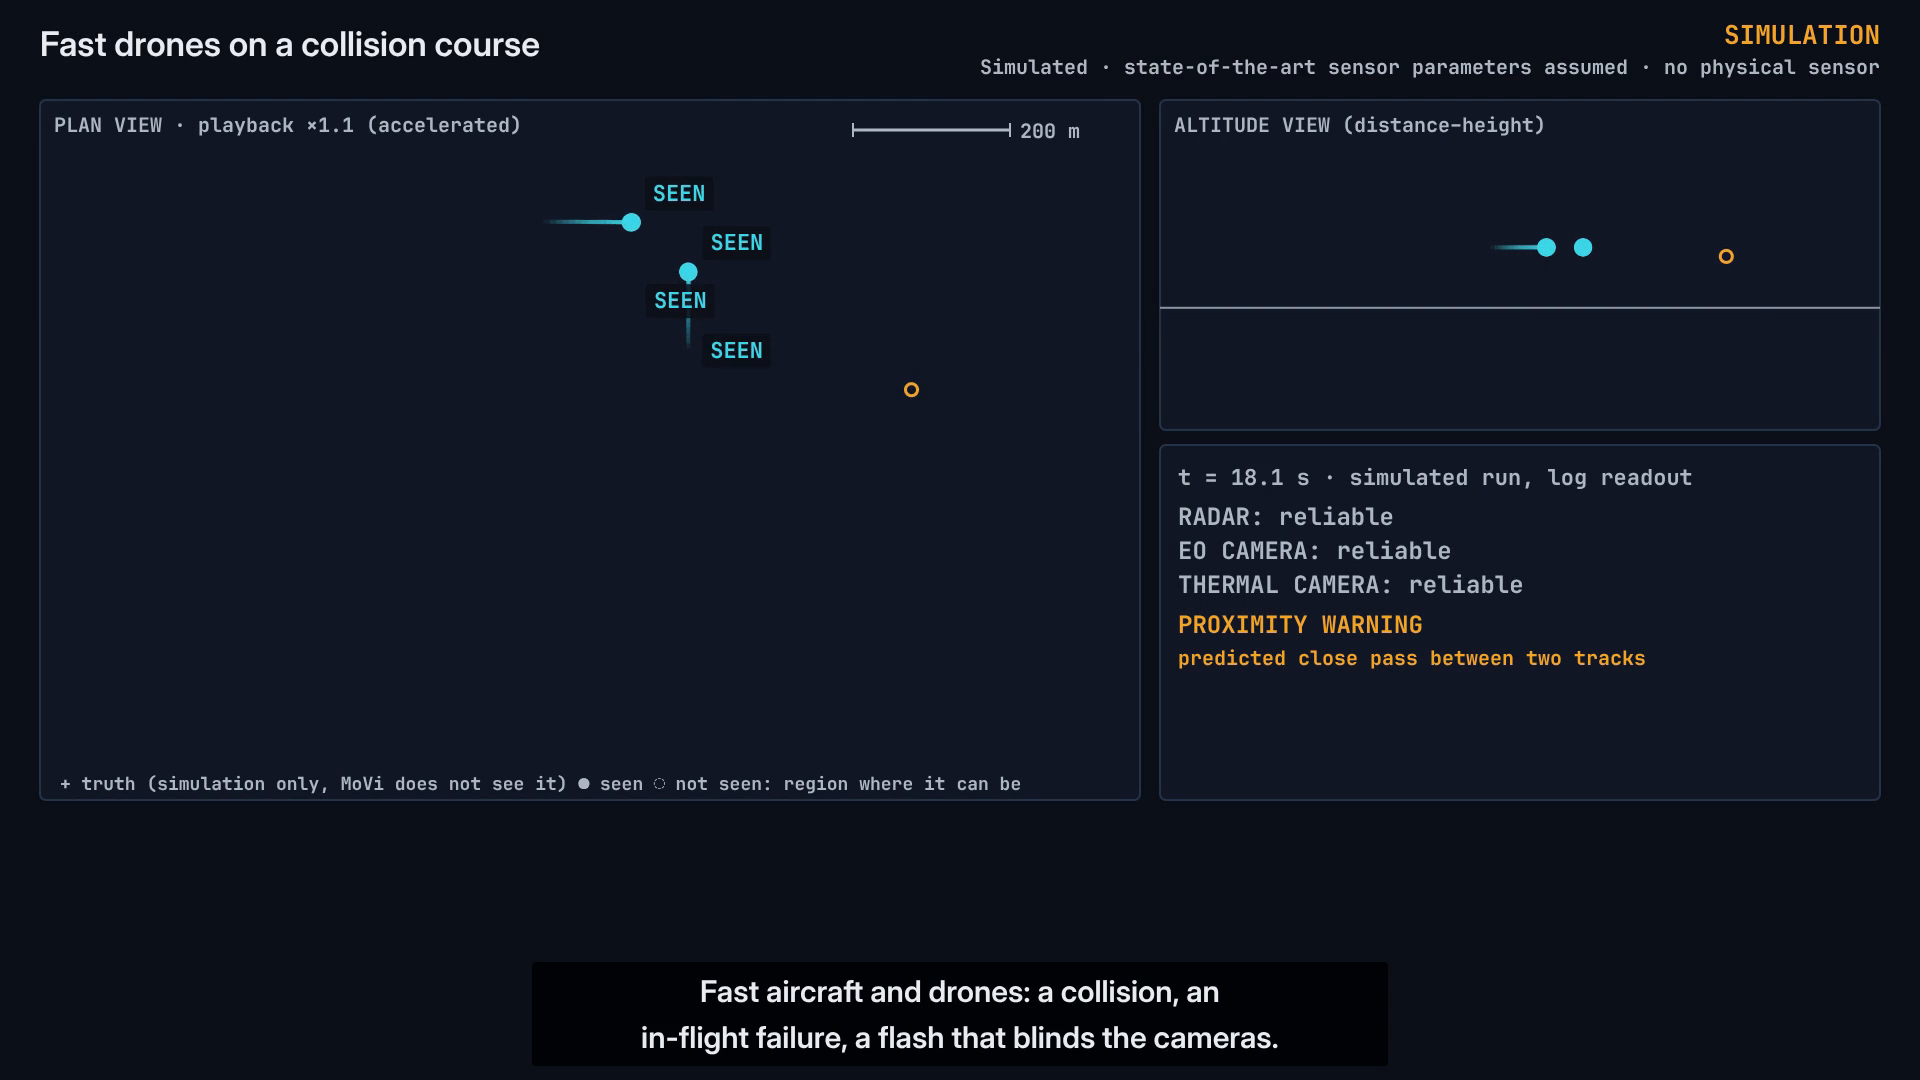 Fast drones on a collision course
SIMULATION
Simulated · state-of-the-art sensor parameters assumed · no physical sensor
PLAN VIEW · playback ×1.1 (accelerated)
200 m
SEEN
SEEN
SEEN
SEEN
+ truth (simulation only, MoVi does not see it) ● seen ◌ not seen: region where it can be
ALTITUDE VIEW (distance-height)
t = 18.1 s · simulated run, log readout
RADAR: reliable
EO CAMERA: reliable
THERMAL CAMERA: reliable
PROXIMITY WARNING
predicted close pass between two tracks
Fast aircraft and drones: a collision, an
in-flight failure, a flash that blinds the cameras.